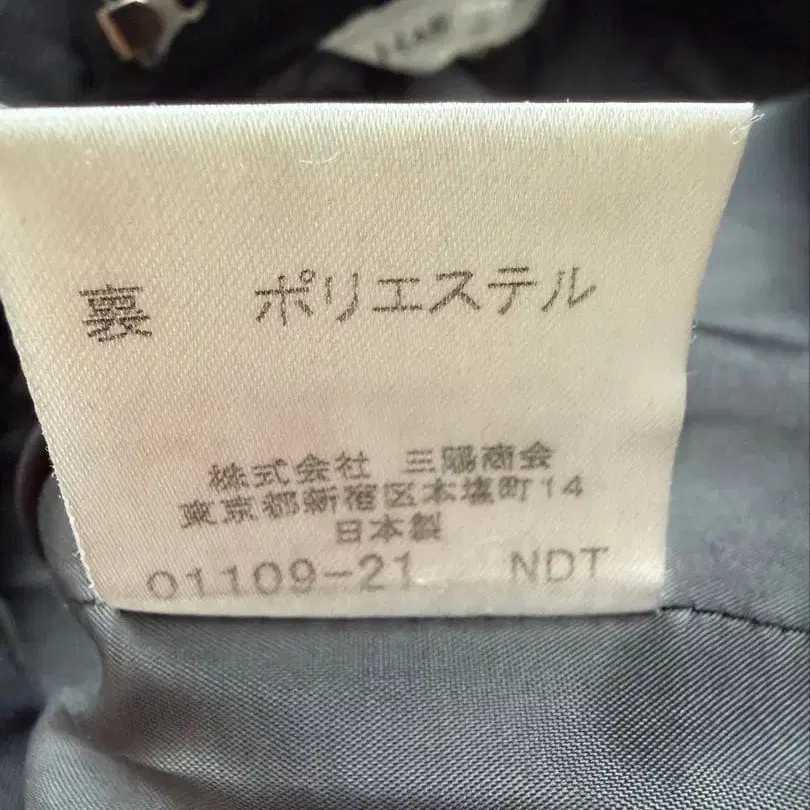 裏 ポリエステル
株式会社 三陽商会
東京都新宿区本塩町14
日本製
01109-21 NDT